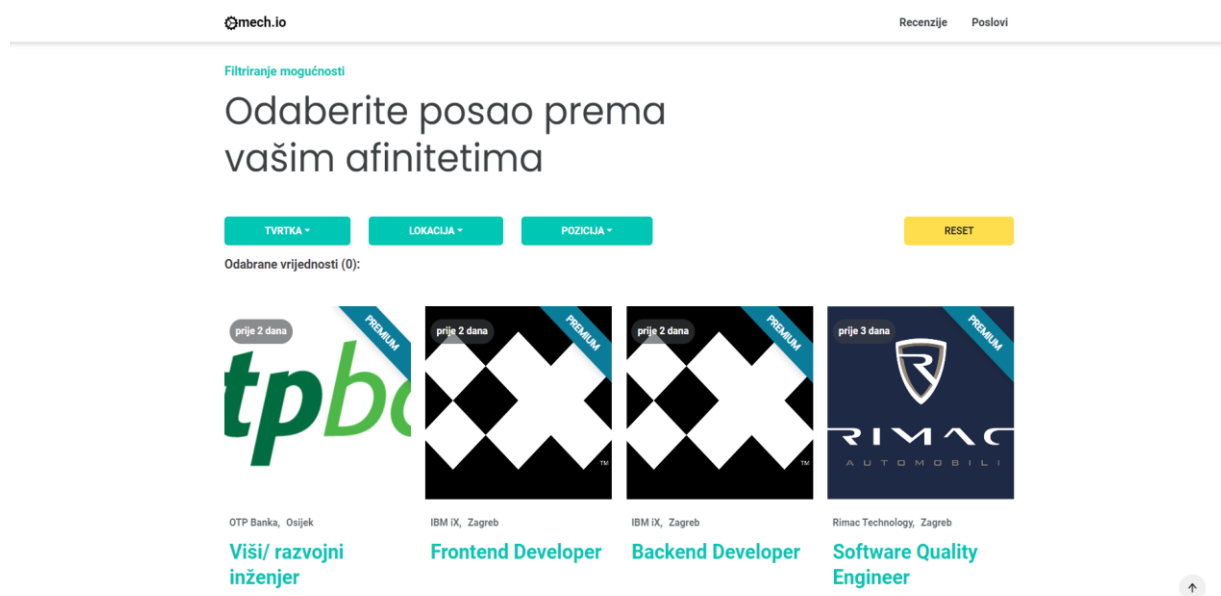 mech.io
Recenzije
Poslovi
Filtriranje mogućnosti
Odaberite posao prema
vašim afinitetima
TVRTKA
LOKACIJA
POZICIJA
RESET
Odabrane vrijednosti (0):
prije 2 dana
PREMIUM
tpba
prije 2 dana
PREMIUM
TM
prije 2 dana
PREMIUM
TM
prije 3 dana
PREMIUM
RIMAC
AUTOMOBILI
OTP Banka, Osijek
Viši/ razvojni
inženjer
IBM iX, Zagreb
Frontend Developer
IBM iX, Zagreb
Backend Developer
Rimac Technology, Zagreb
Software Quality
Engineer